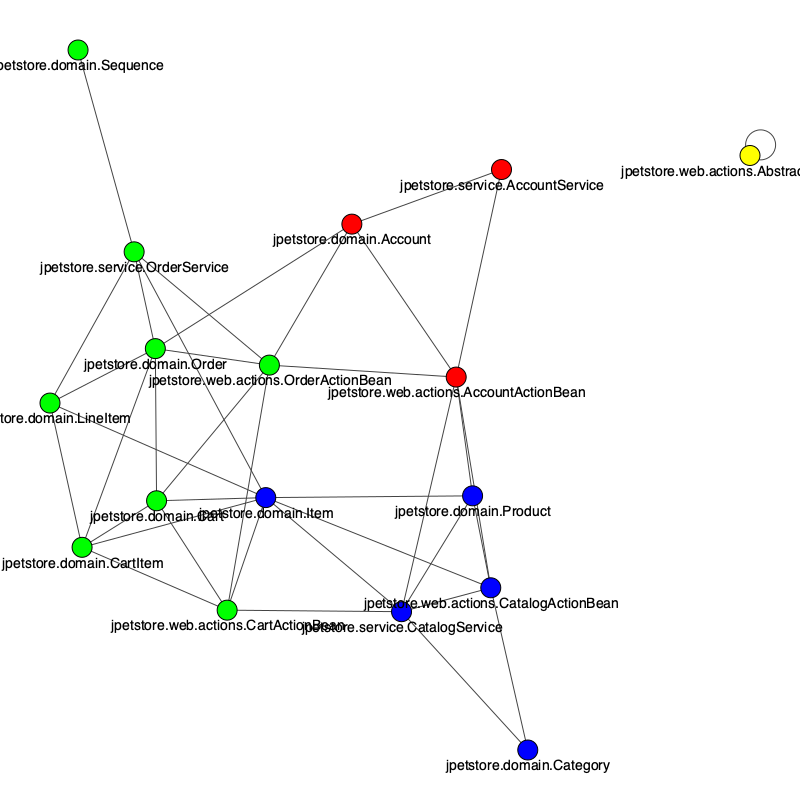 petstore.domain.Sequence
jpetstore.web.actions.Abstrac
jpetstore.service.AccountService
jpetstore.domain.Account
jpetstore.service.OrderService
jpetstore.domain.Order
jpetstore.web.actions.OrderActionBean
jpetstore.web.actions.AccountActionBean
tore.domain.LineItem
jpetstore.domain.Cart
jpetstore.domain.Item
jpetstore.domain.Product
jpetstore.domain.CartItem
jpetstore.web.actions.CatalogActionBean
jpetstore.web.actions.CartActionBean
jpetstore.service.CatalogService
jpetstore.domain.Category